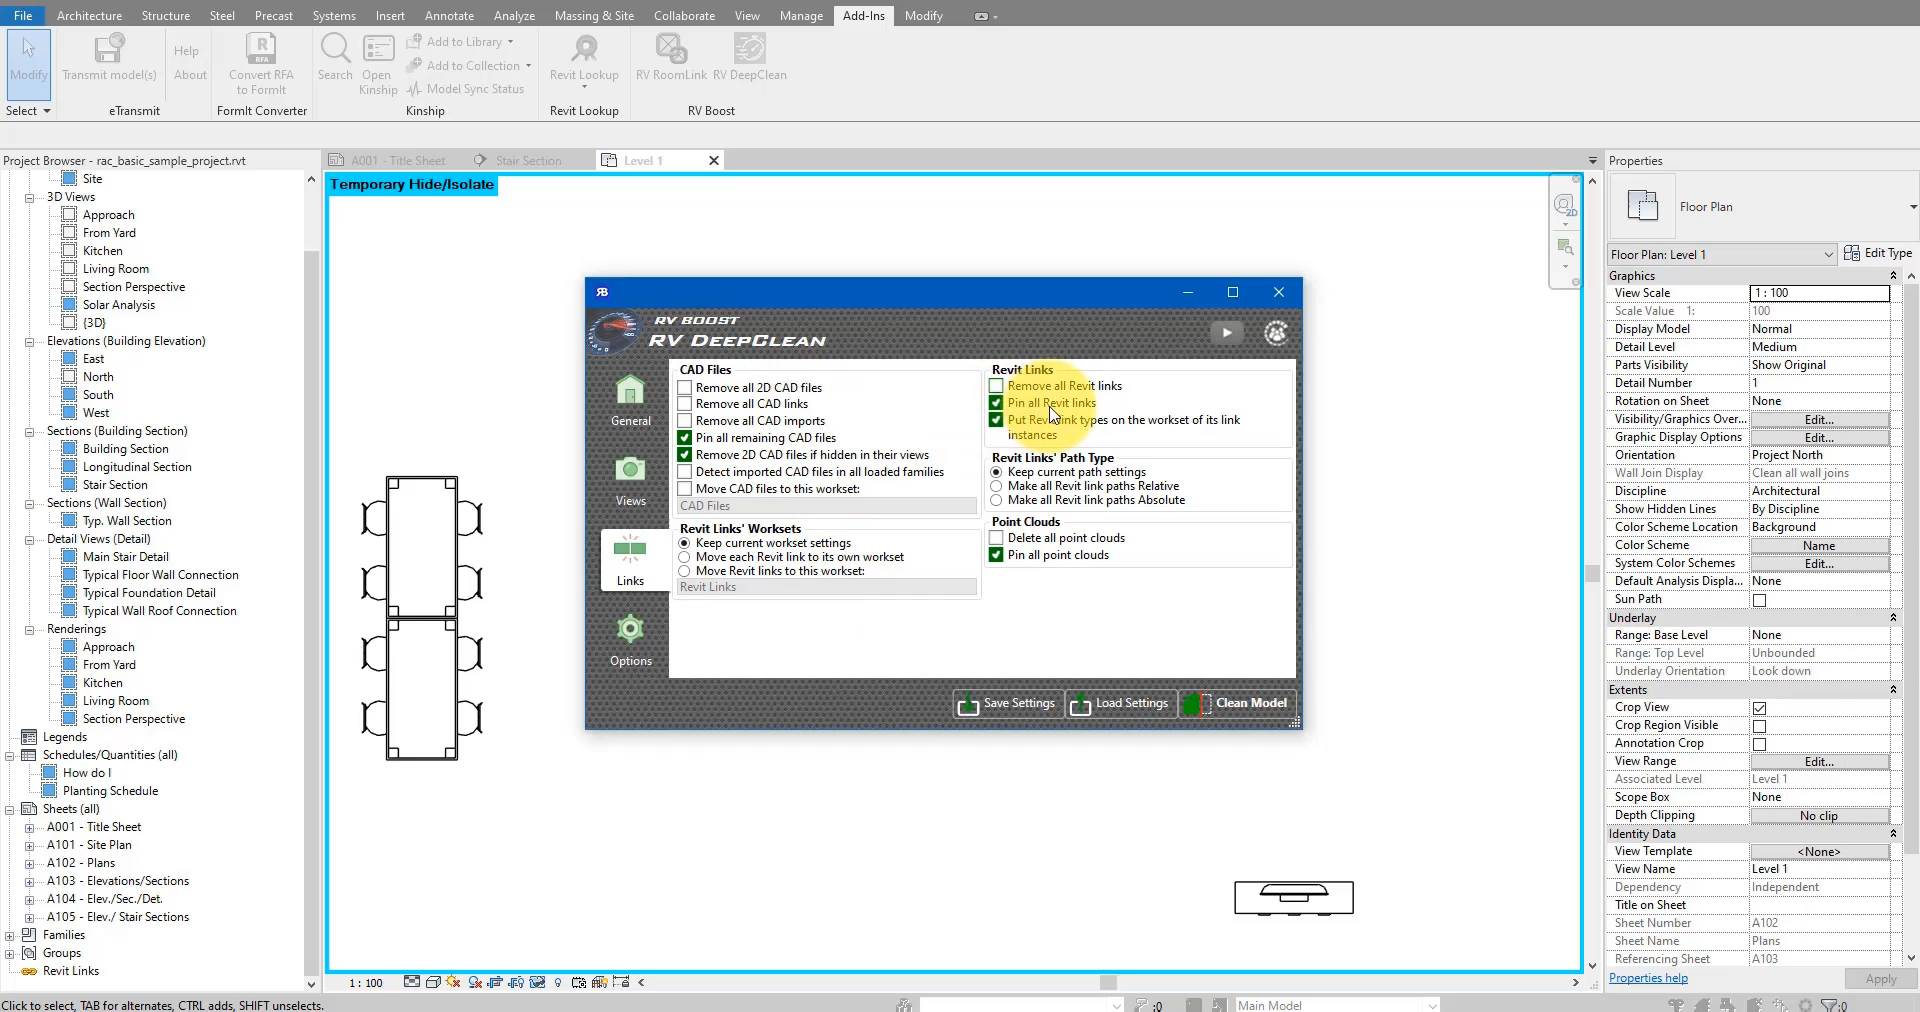 File Architecture Structure Steel Precast Systems Insert Annotate Analyze Massing & Site Collaborate View Manage Add-Ins Modify
Modify
Select
Transmit model(s)
Help
About
eTransmit
RFA
Convert RFA
to FormIt
FormIt Converter
Search
Open
Kinship
Add to Library
Add to Collection
Model Sync Status
Kinship
Revit Lookup
Revit Lookup
RV RoomLink RV DeepClean
RV Boost
Project Browser - rac_basic_sample_project.rvt
Site
3D Views
Approach
From Yard
Kitchen
Living Room
Section Perspective
Solar Analysis
{3D}
Elevations (Building Elevation)
East
North
South
West
Sections (Building Section)
Building Section
Longitudinal Section
Stair Section
Sections (Wall Section)
Typ. Wall Section
Detail Views (Detail)
Main Stair Detail
Typical Floor Wall Connection
Typical Foundation Detail
Typical Wall Roof Connection
Renderings
Approach
From Yard
Kitchen
Living Room
Section Perspective
Legends
Schedules/Quantities (all)
How do I
Planting Schedule
Sheets (all)
A001 - Title Sheet
A101 - Site Plan
A102 - Plans
A103 - Elevations/Sections
A104 - Elev./Sec./Det.
A105 - Elev./ Stair Sections
Families
Groups
Revit Links
A001 - Title Sheet Stair Section Level 1
Temporary Hide/Isolate
2D
RB
RV BOOST
RV DEEPCLEAN
General
Views
Links
Options
CAD Files
Remove all 2D CAD files
Remove all CAD links
Remove all CAD imports
Pin all remaining CAD files
Remove 2D CAD files if hidden in their views
Detect imported CAD files in all loaded families
Move CAD files to this workset:
CAD Files
Revit Links' Worksets
Keep current workset settings
Move each Revit link to its own workset
Move Revit links to this workset:
Revit Links
Revit Links
Remove all Revit links
Pin all Revit links
Put Revit link types on the workset of its link
instances
Revit Links' Path Type
Keep current path settings
Make all Revit link paths Relative
Make all Revit link paths Absolute
Point Clouds
Delete all point clouds
Pin all point clouds
Save Settings Load Settings Clean Model
1 : 100
Properties
Floor Plan
Floor Plan: Level 1 Edit Type
Graphics
View Scale 1 : 100
Scale Value 1: 100
Display Model Normal
Detail Level Medium
Parts Visibility Show Original
Detail Number 1
Rotation on Sheet None
Visibility/Graphics Over... Edit...
Graphic Display Options Edit...
Orientation Project North
Wall Join Display Clean all wall joins
Discipline Architectural
Show Hidden Lines By Discipline
Color Scheme Location Background
Color Scheme Name
System Color Schemes Edit...
Default Analysis Displa... None
Sun Path
Underlay
Range: Base Level None
Range: Top Level Unbounded
Underlay Orientation Look down
Extents
Crop View
Crop Region Visible
Annotation Crop
View Range Edit...
Associated Level Level 1
Scope Box None
Depth Clipping No clip
Identity Data
View Template <None>
View Name Level 1
Dependency Independent
Title on Sheet
Sheet Number A102
Sheet Name Plans
Referencing Sheet A103
Properties help Apply
Click to select, TAB for alternates, CTRL adds, SHIFT unselects. :0 Main Model :0